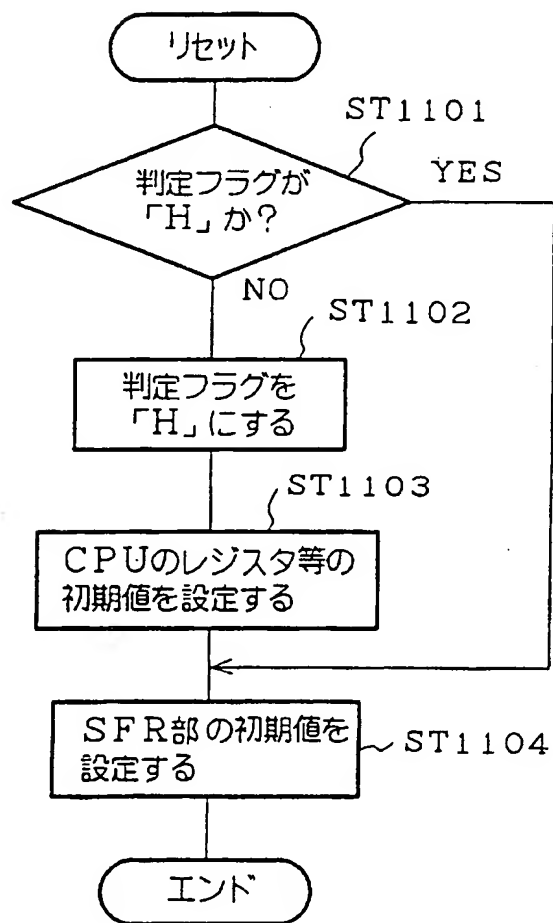 リセット
ST1101
判定フラグが
「H」か?
YES
NO
ST1102
判定フラグを
「H」にする
ST1103
CPUのレジスタ等の
初期値を設定する
SFR部の初期値を
設定する
ST1104
エンド